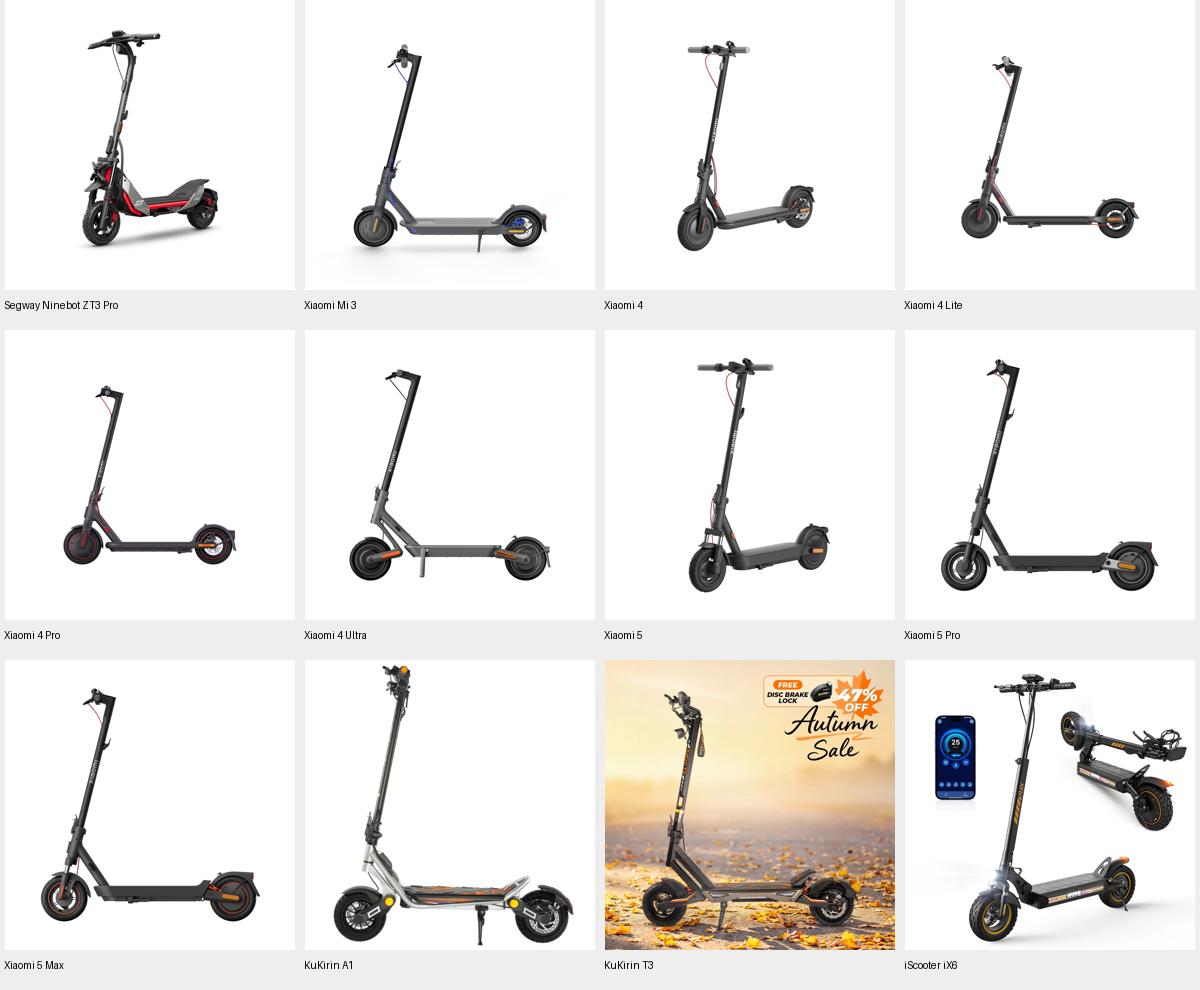 Segway Ninebot ZT3 Pro
Xiaomi Mi 3
Xiaomi 4
Xiaomi 4 Lite
Xiaomi 4 Pro
Xiaomi 4 Ultra
Xiaomi 5
Xiaomi 5 Pro
FREE
DISC BRAKE
LOCK
47%
OFF
Autumn
Sale
25
Xiaomi 5 Max
KuKirin A1
KuKirin T3
iScooter iX6